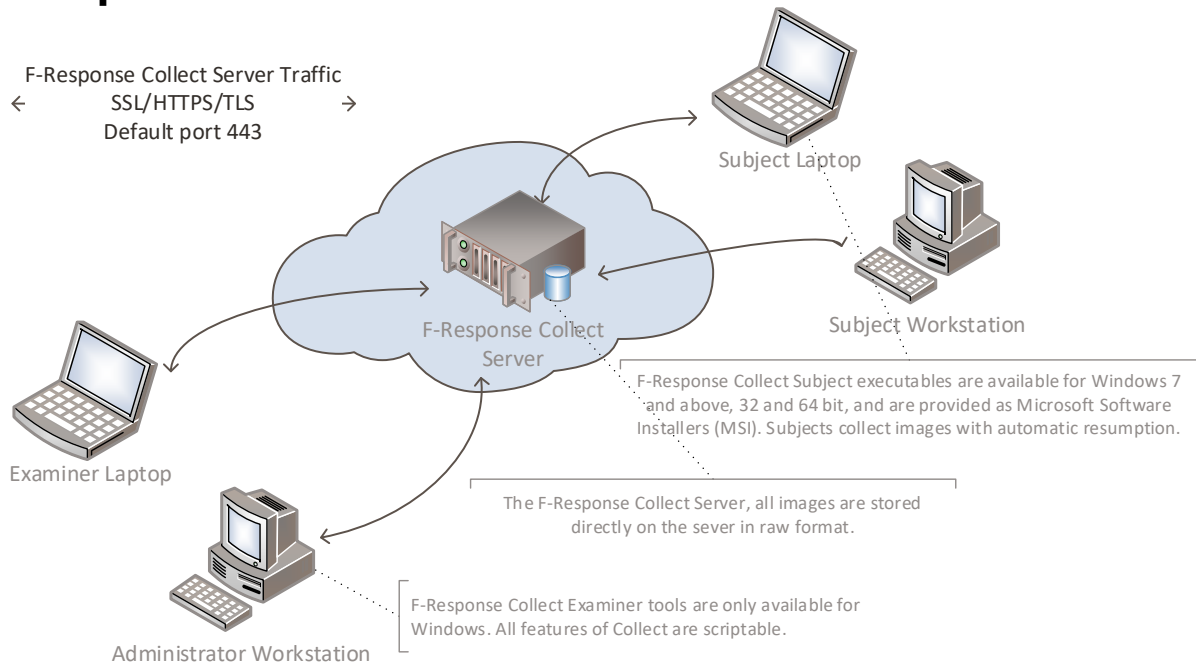 F-Response Collect Server Traffic
SSL/HTTPS/TLS
Default port 443
Subject Laptop
Subject Workstation
F-Response Collect
Server
F-Response Collect Subject executables are available for Windows 7
and above, 32 and 64 bit, and are provided as Microsoft Software
Installers (MSI). Subjects collect images with automatic resumption.
Examiner Laptop
The F-Response Collect Server, all images are stored
directly on the sever in raw format.
F-Response Collect Examiner tools are only available for
Windows. All features of Collect are scriptable.
Administrator Workstation